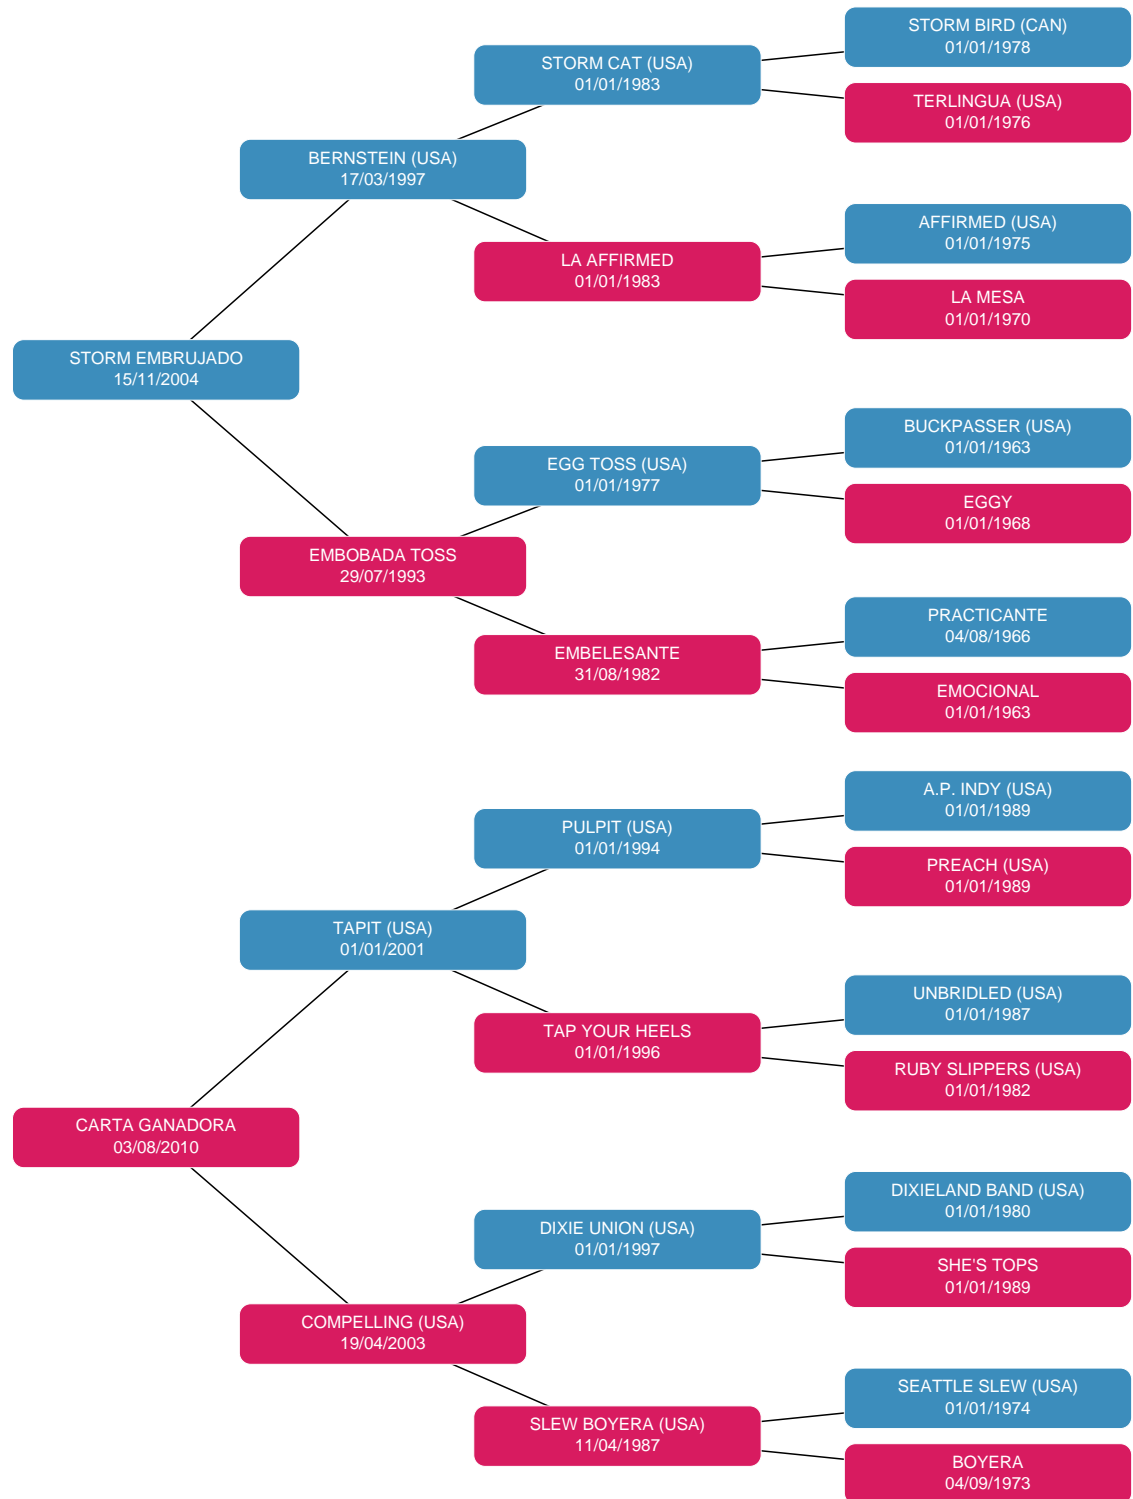 STORM BIRD (CAN)
01/01/1978
STORM CAT (USA)
01/01/1983
TERLINGUA (USA)
01/01/1976
BERNSTEIN (USA)
17/03/1997
AFFIRMED (USA)
01/01/1975
LA AFFIRMED
01/01/1983
LA MESA
01/01/1970
STORM EMBRUJADO
15/11/2004
BUCKPASSER (USA)
01/01/1963
EGG TOSS (USA)
01/01/1977
EGGY
01/01/1968
EMBOBADA TOSS
29/07/1993
PRACTICANTE
04/08/1966
EMBELESANTE
31/08/1982
EMOCIONAL
01/01/1963
A.P. INDY (USA)
01/01/1989
PULPIT (USA)
01/01/1994
PREACH (USA)
01/01/1989
TAPIT (USA)
01/01/2001
UNBRIDLED (USA)
01/01/1987
TAP YOUR HEELS
01/01/1996
RUBY SLIPPERS (USA)
01/01/1982
CARTA GANADORA
03/08/2010
DIXIELAND BAND (USA)
01/01/1980
DIXIE UNION (USA)
01/01/1997
SHE'S TOPS
01/01/1989
COMPELLING (USA)
19/04/2003
SEATTLE SLEW (USA)
01/01/1974
SLEW BOYERA (USA)
11/04/1987
BOYERA
04/09/1973